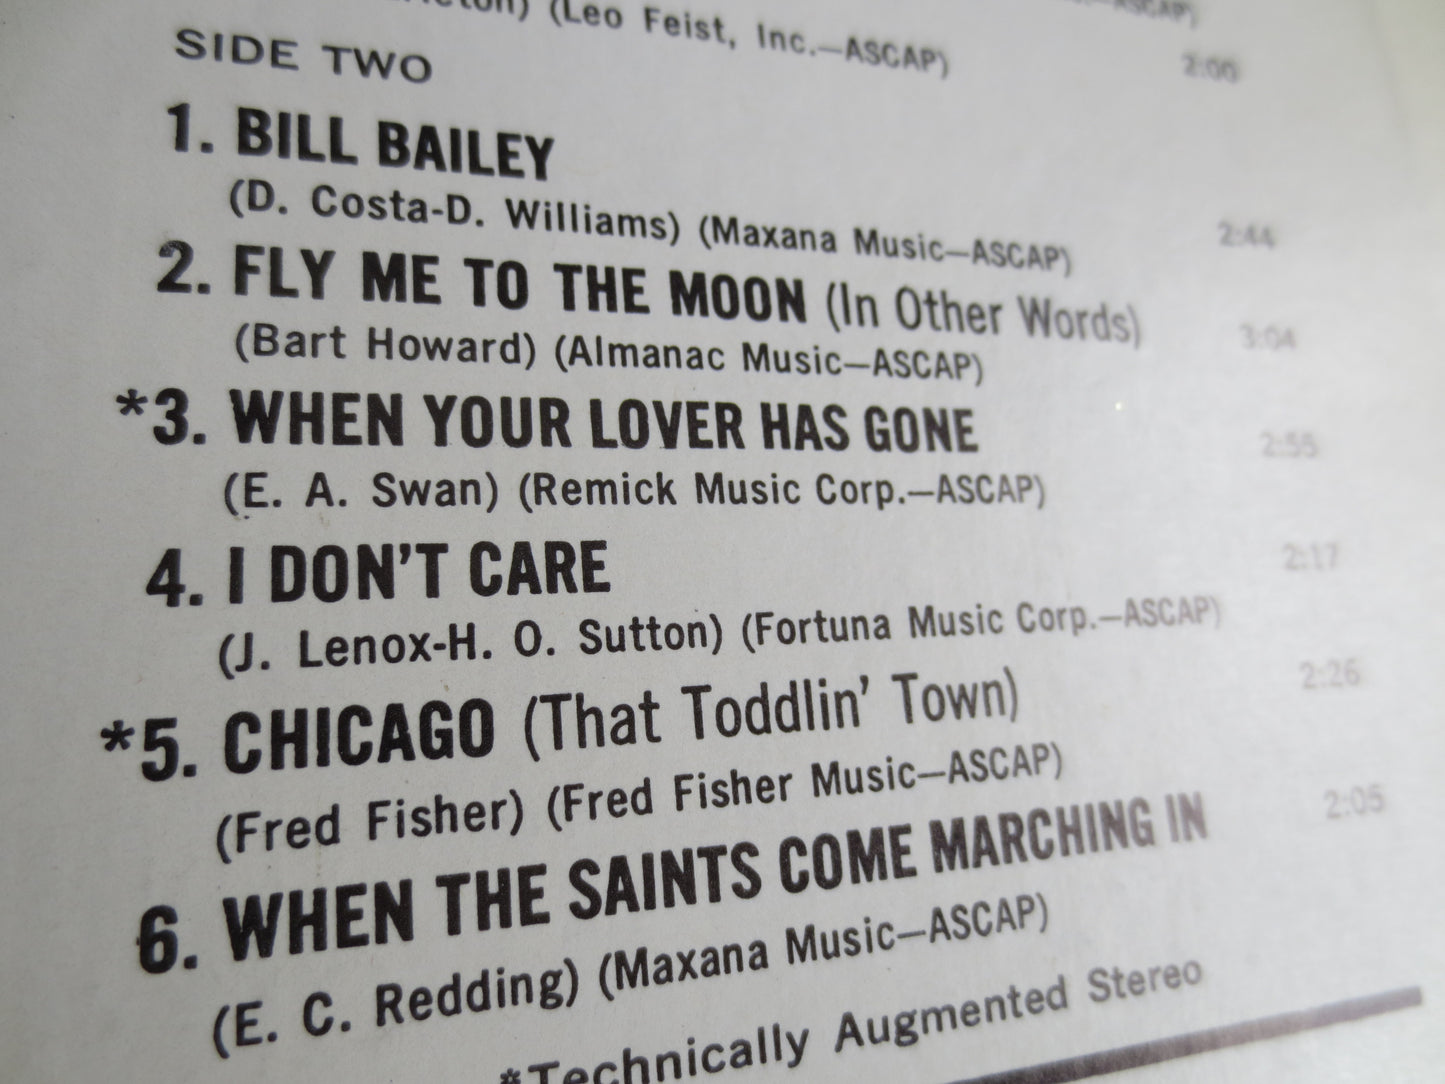 (Leo Feist, Inc.—ASCAP) 2:00
SIDE TWO
1. BILL BAILEY
(D. Costa-D. Williams) (Maxana Music—ASCAP) 2:44
2. FLY ME TO THE MOON (In Other Words)
(Bart Howard) (Almanac Music—ASCAP) 3:04
*3. WHEN YOUR LOVER HAS GONE 2:55
(E. A. Swan) (Remick Music Corp.—ASCAP)
4. I DON'T CARE 2:17
(J. Lenox-H. O. Sutton) (Fortuna Music Corp.—ASCAP)
*5. CHICAGO (That Toddlin' Town) 2:26
(Fred Fisher) (Fred Fisher Music—ASCAP)
6. WHEN THE SAINTS COME MARCHING IN 2:05
(E. C. Redding) (Maxana Music—ASCAP)
*Technically Augmented Stereo